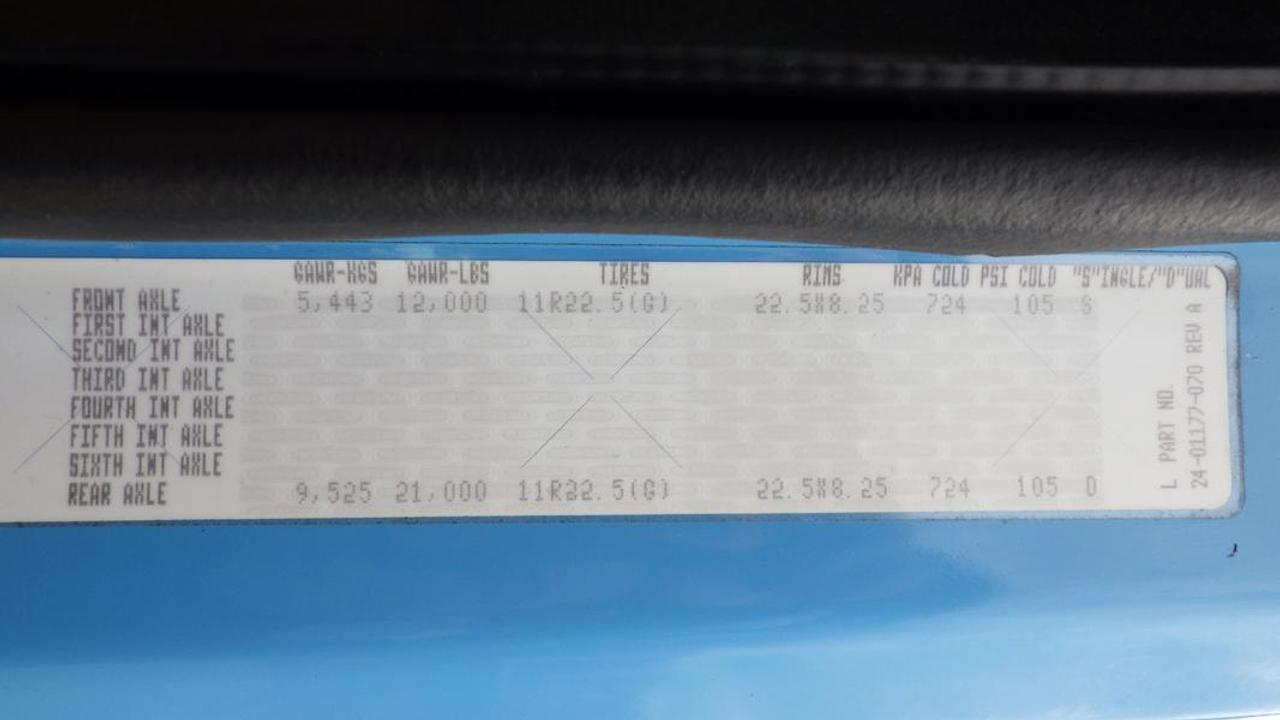 GAWR-KGS GAWR-LBS TIRES RIMS KPA COLD PSI COLD "S"INGLE/"D"UAL
FRONT AXLE 5,443 12,000 11R22.5(G) 22.5X8.25 724 105 S
FIRST INT AXLE
SECOND INT AXLE
THIRD INT AXLE
FOURTH INT AXLE
FIFTH INT AXLE
SIXTH INT AXLE
REAR AXLE 9,525 21,000 11R22.5(G) 22.5X8.25 724 105 D
L PART NO.
24-01177-070 REV A